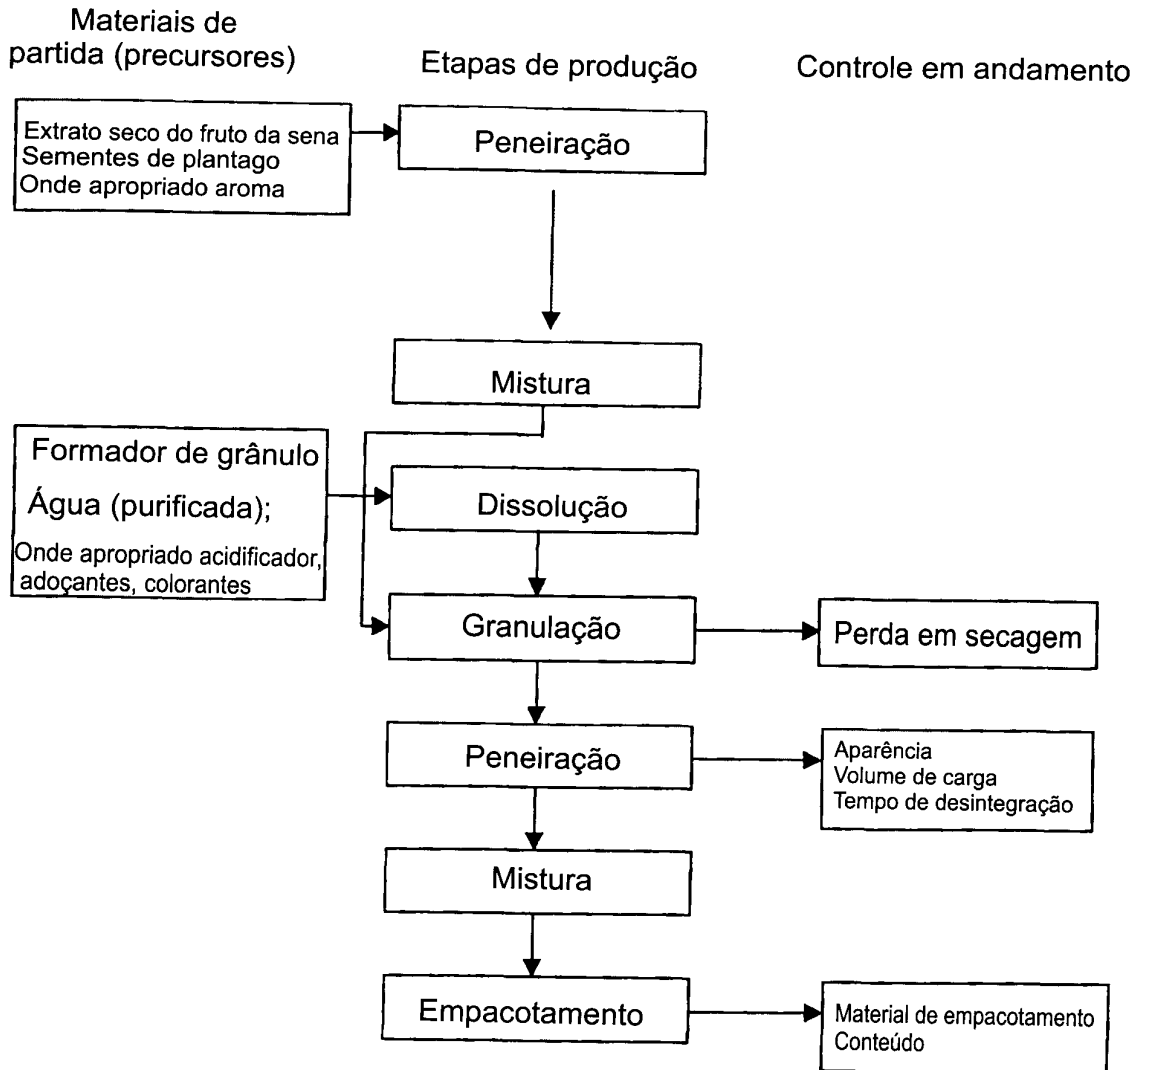 Materiais de
partida (precursores)
Etapas de produção
Controle em andamento
Extrato seco do fruto da sena
Sementes de plantago
Onde apropriado aroma
Peneiração
Mistura
Formador de grânulo
Água (purificada);
Onde apropriado acidificador,
adoçantes, colorantes
Dissolução
Granulação
Perda em secagem
Peneiração
Aparência
Volume de carga
Tempo de desintegração
Mistura
Empacotamento
Material de empacotamento
Conteúdo